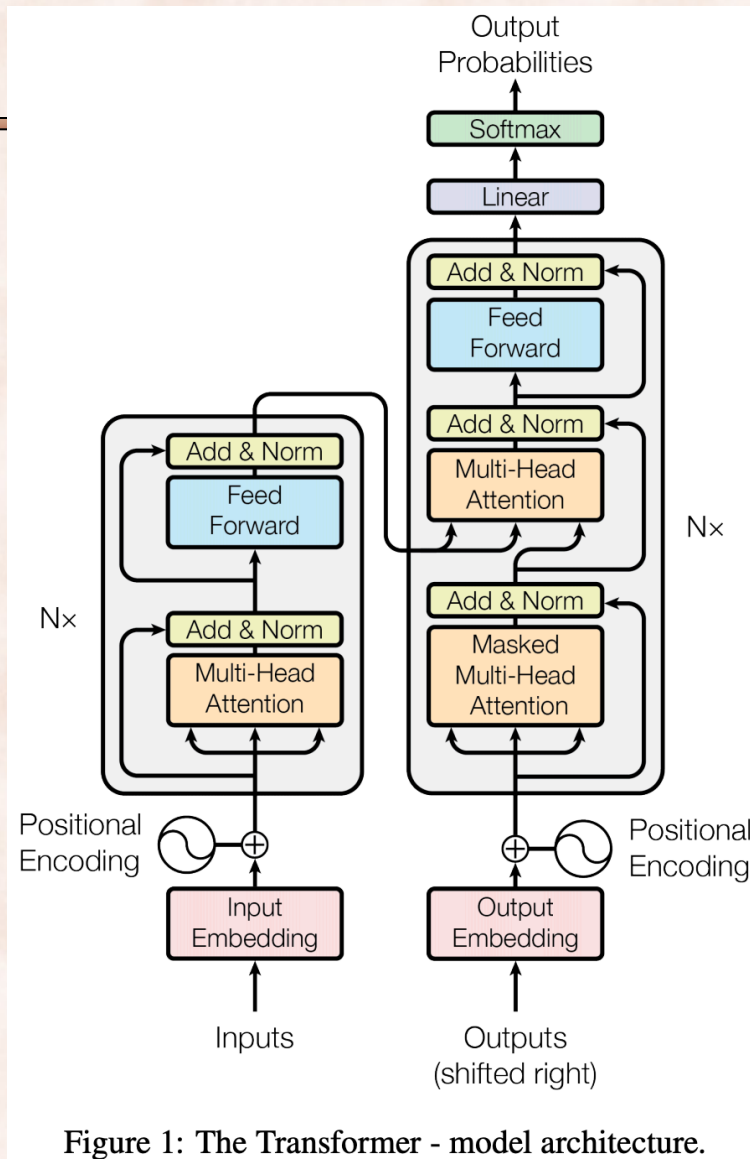 Output
Probabilities
Softmax
Linear
Add & Norm
Feed
Forward
Add & Norm
Multi-Head
Attention
Nx
Add & Norm
Masked
Multi-Head
Attention
Add & Norm
Feed
Forward
Nx
Add & Norm
Multi-Head
Attention
Positional
Encoding
Positional
Encoding
Input
Embedding
Output
Embedding
Inputs
Outputs
(shifted right)
Figure 1: The Transformer - model architecture.